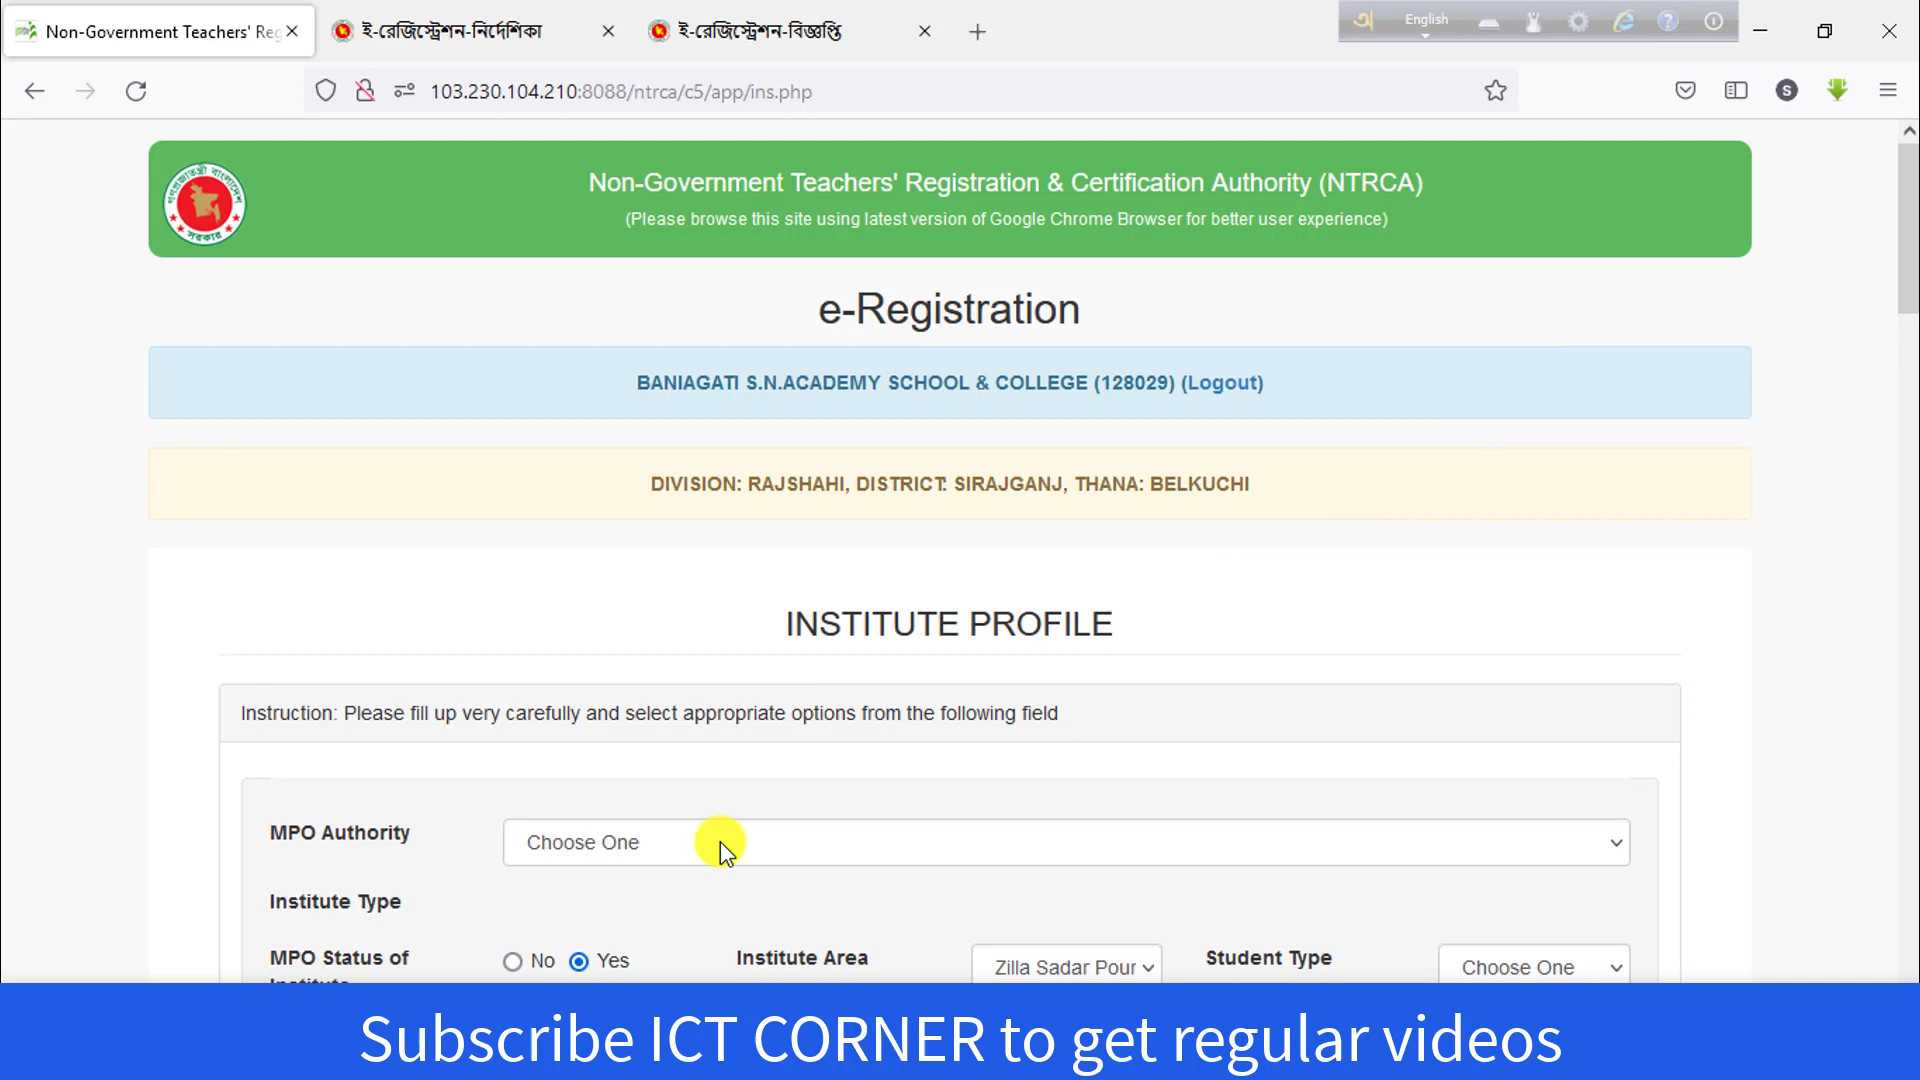 Non-Government Teachers' Reg
ই-রেজিস্ট্রেশন-নির্দেশিকা
ই-রেজিস্ট্রেশন-বিজ্ঞপ্তি
অ English
103.230.104.210:8088/ntrca/c5/app/ins.php
S
গণপ্রজাতন্ত্রী বাংলাদেশ
সরকার
Non-Government Teachers' Registration & Certification Authority (NTRCA)
(Please browse this site using latest version of Google Chrome Browser for better user experience)
e-Registration
BANIAGATI S.N.ACADEMY SCHOOL & COLLEGE (128029) (Logout)
DIVISION: RAJSHAHI, DISTRICT: SIRAJGANJ, THANA: BELKUCHI
INSTITUTE PROFILE
Instruction: Please fill up very carefully and select appropriate options from the following field
MPO Authority Choose One
Institute Type
MPO Status of No Yes Institute Area Zilla Sadar Pour Student Type Choose One
Subscribe ICT CORNER to get regular videos